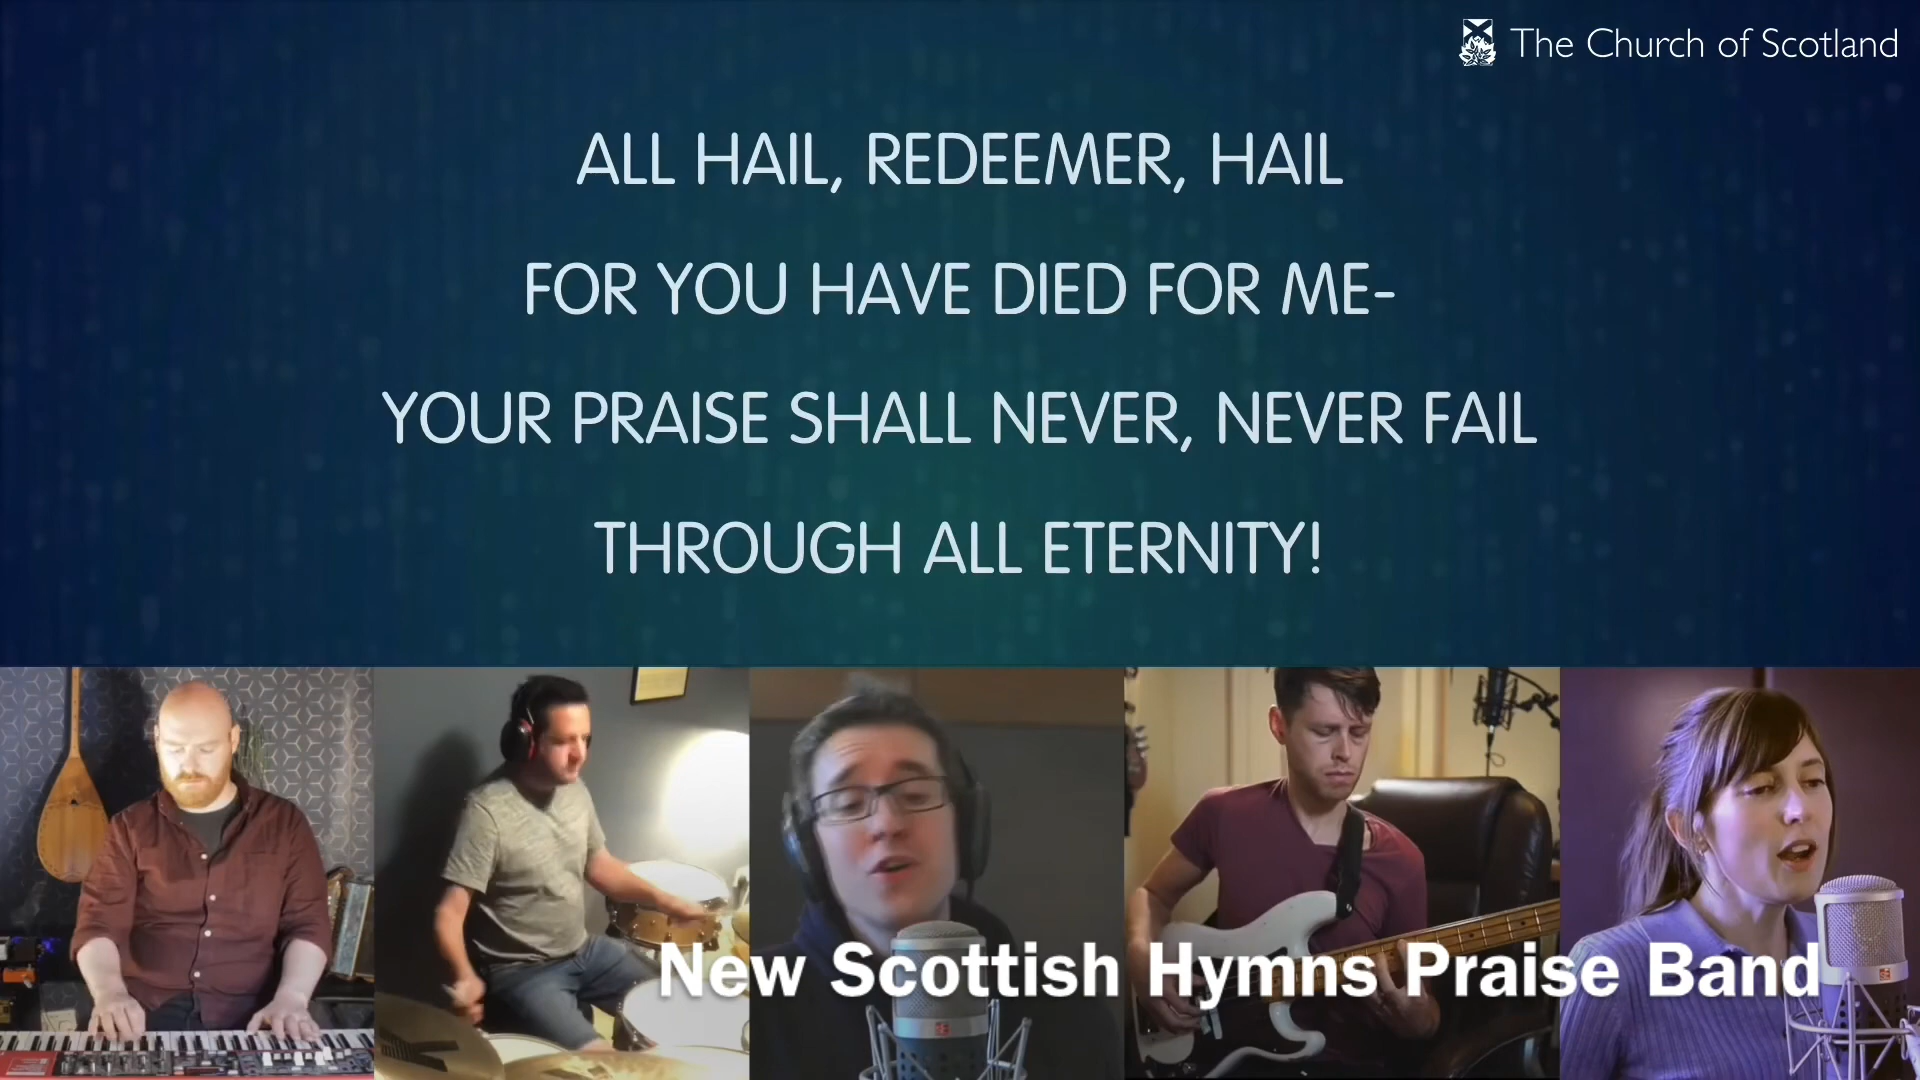 The Church of Scotland
ALL HAIL, REDEEMER, HAIL
FOR YOU HAVE DIED FOR ME-
YOUR PRAISE SHALL NEVER, NEVER FAIL
THROUGH ALL ETERNITY!
New Scottish Hymns Praise Band